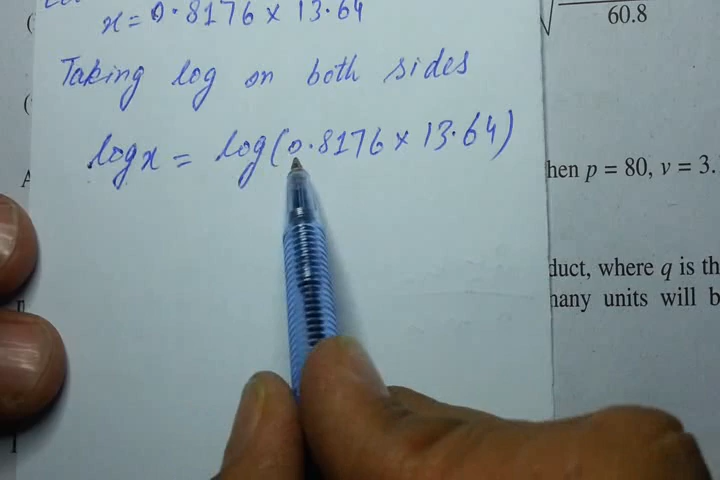 x = 0.8176 × 13.64
60.8
Taking log on both sides
log x = log (0.8176 × 13.64)
hen p = 80, v = 3.
duct, where q is th
many units will b